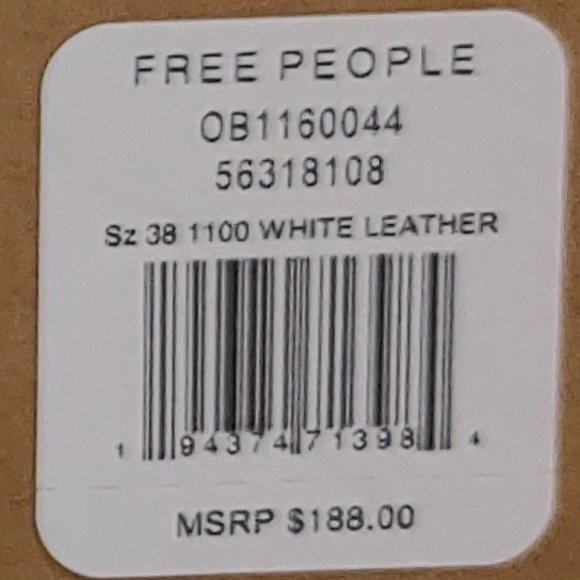 FREE PEOPLE
OB1160044
56318108
Sz 38 1100 WHITE LEATHER
1 94374 71398 4
MSRP $188.00